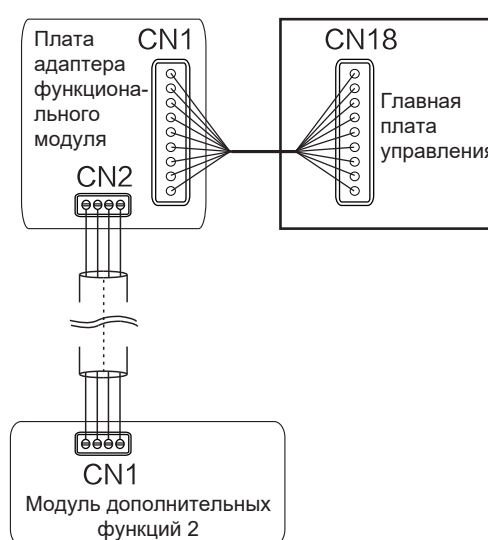 Плата
адаптера
функциона-
льного
модуля
CN1
CN2
CN18
Главная
плата
управления
CN1
Модуль дополнительных
функций 2